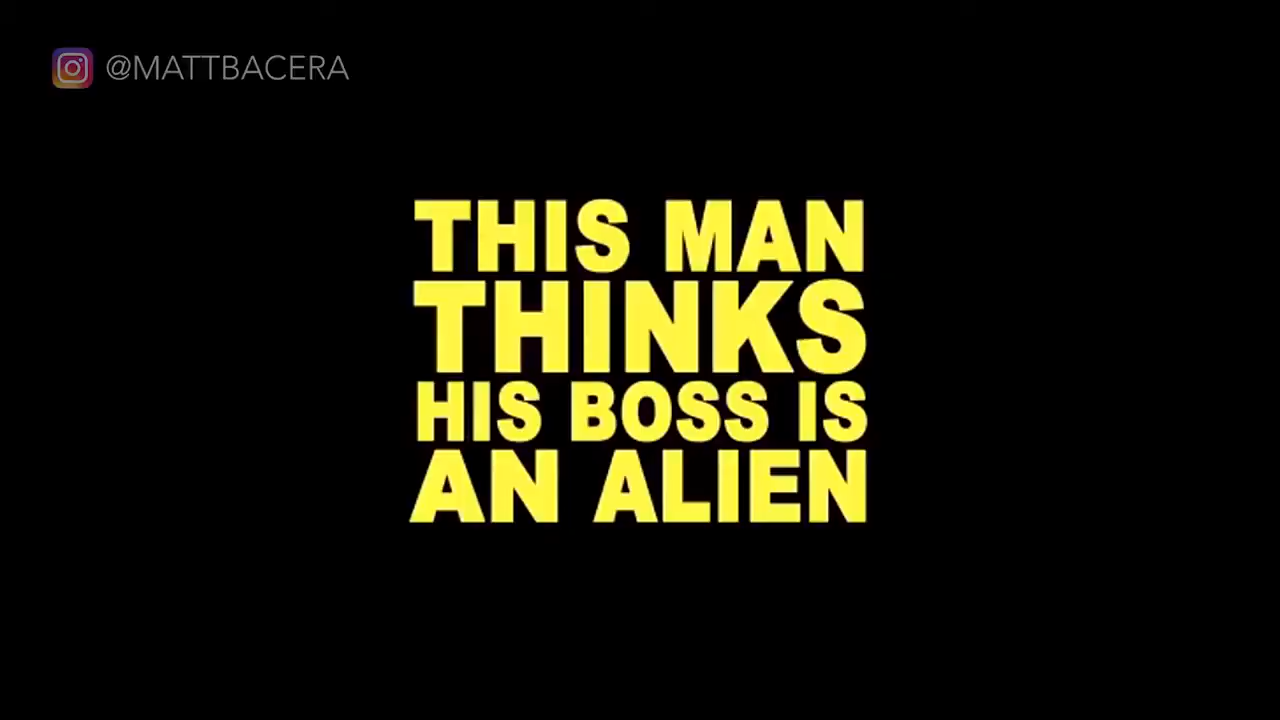 @MATTBACERA
THIS MAN
THINKS
HIS BOSS IS
AN ALIEN